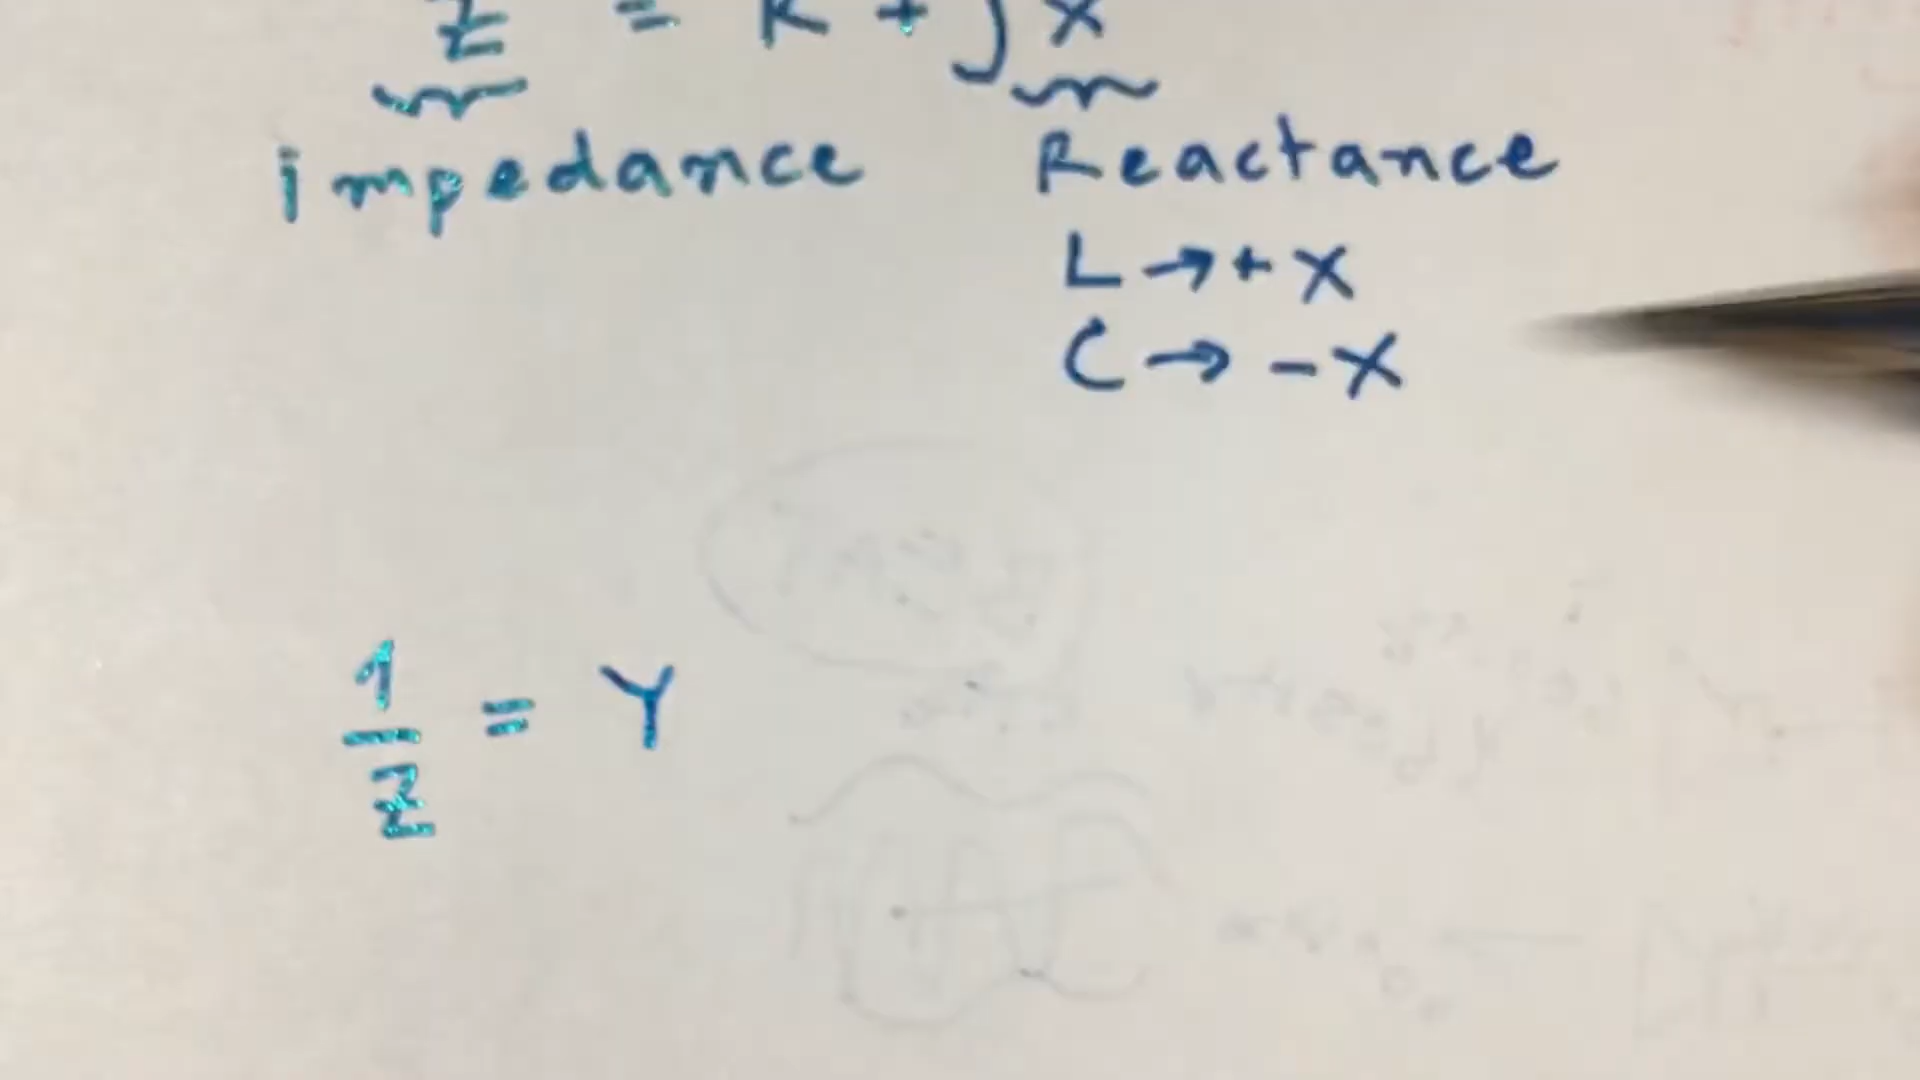 Z = R + jx
impedance Reactance
L → + X
C → - X
1/Z = Y